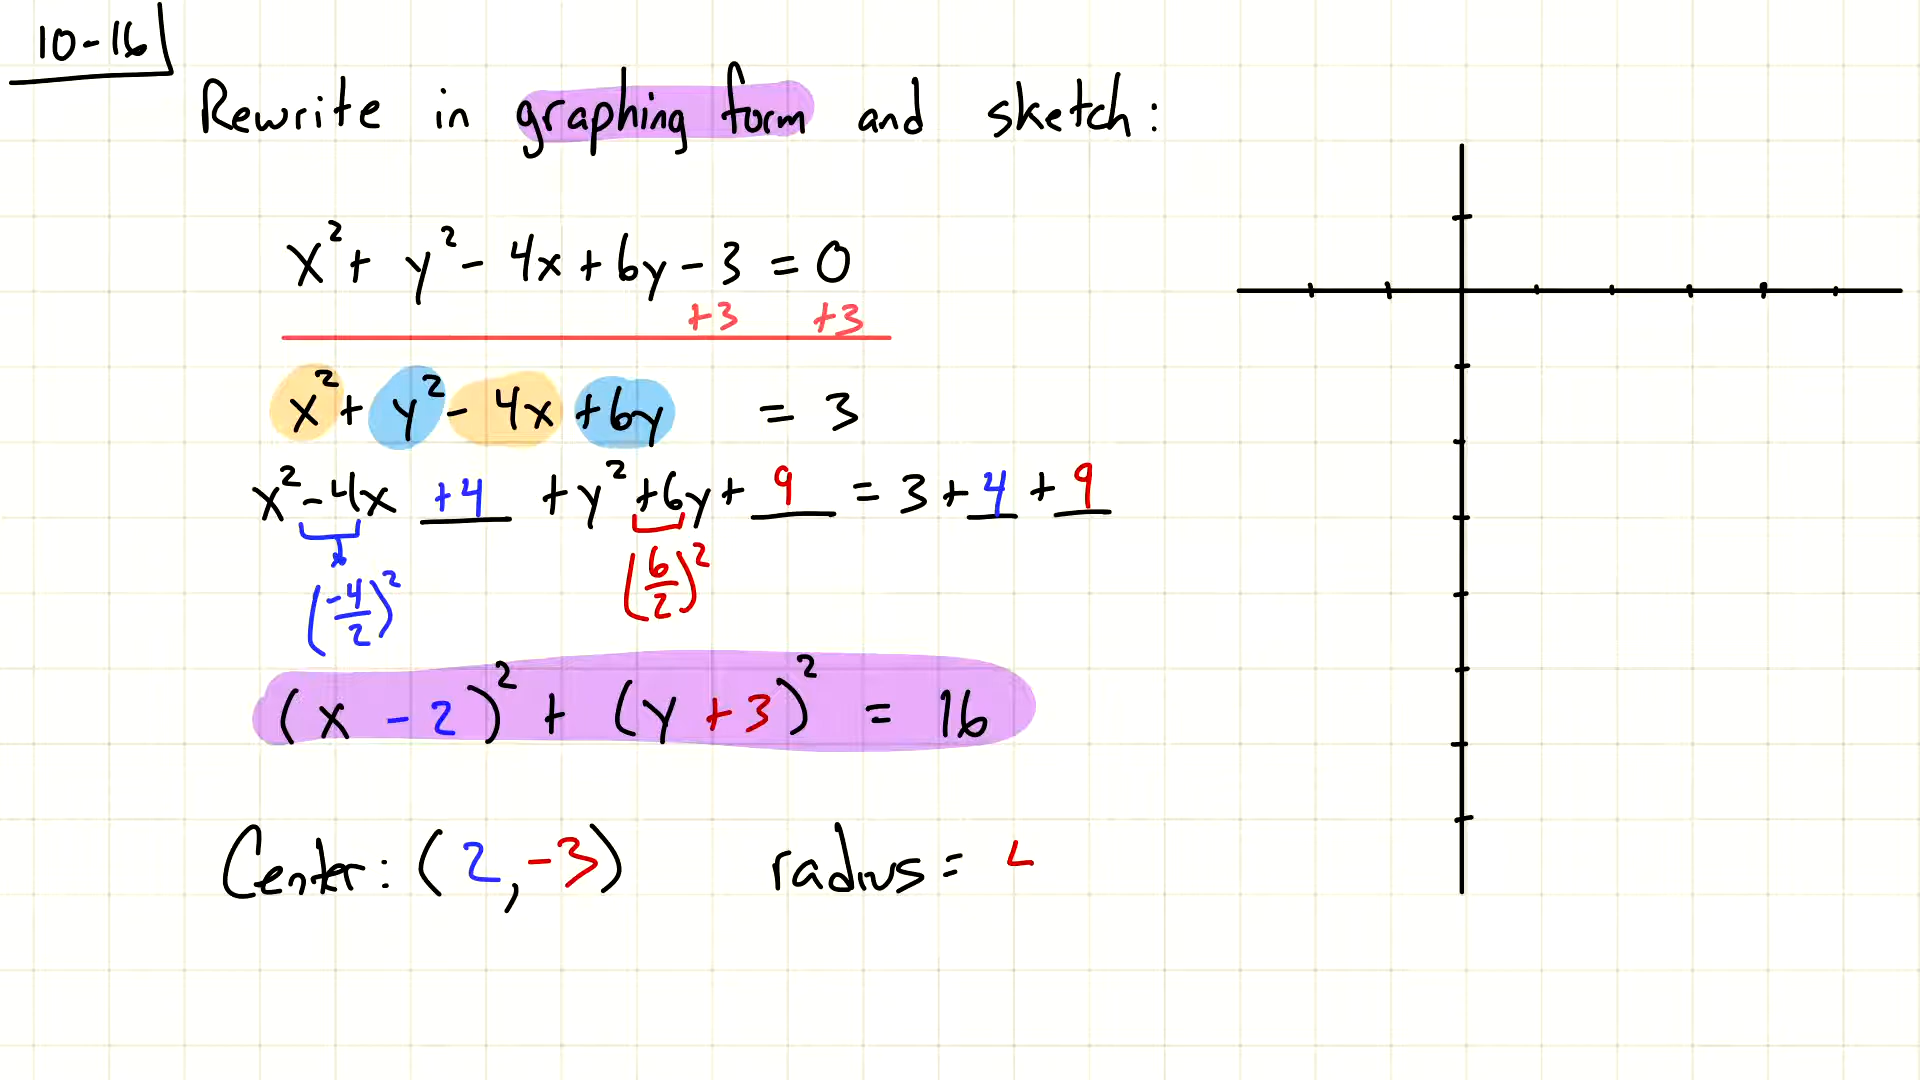 10-16
Rewrite in graphing form and sketch:
x² + y² - 4x + 6y - 3 = 0
+3 +3
x² + y² - 4x + 6y = 3
x² - 4x +4 + y² + 6y + 9 = 3 + 4 + 9
(-4/2)² (6/2)²
(x - 2)² + (y + 3)² = 16
Center: (2, -3) radius =